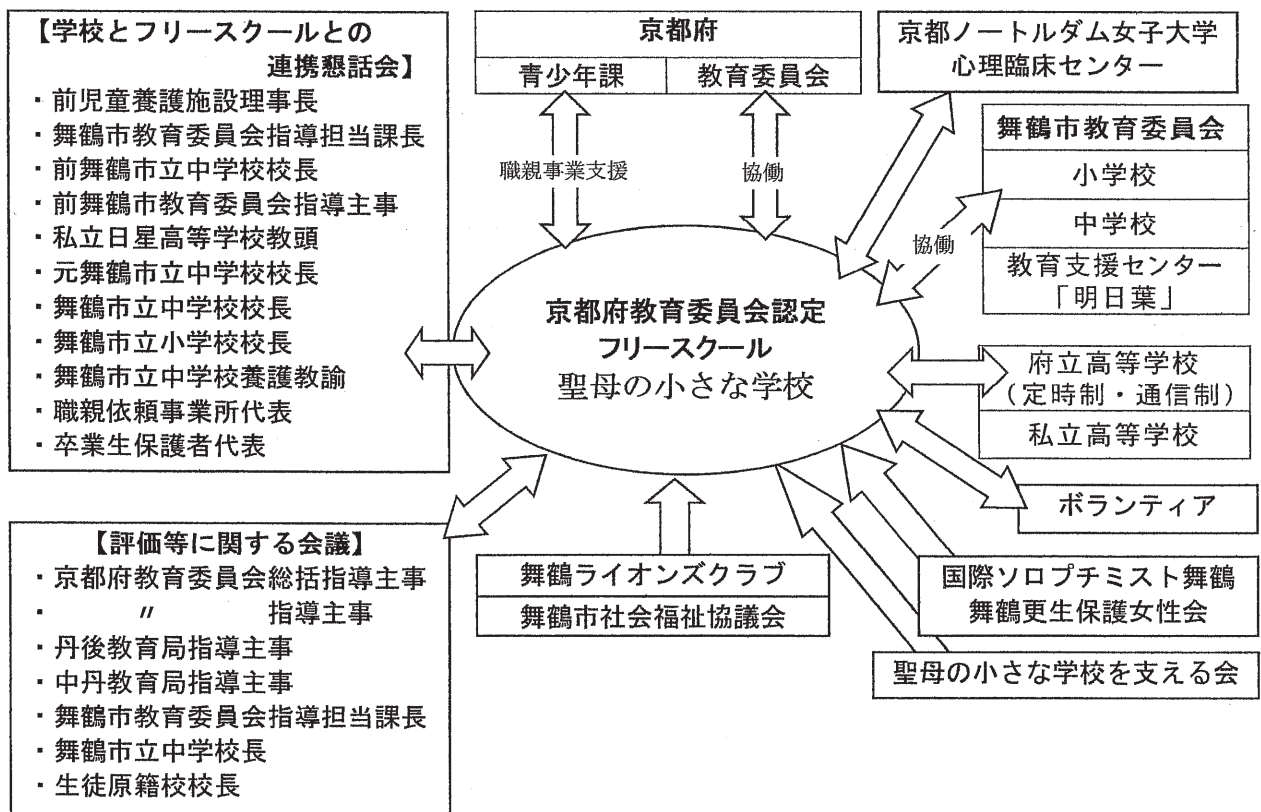 【学校とフリースクールとの
連携懇話会】
・前児童養護施設理事長
・舞鶴市教育委員会指導担当課長
・前舞鶴市立中学校校長
・前舞鶴市教育委員会指導主事
・私立日星高等学校教頭
・元舞鶴市立中学校校長
・舞鶴市立中学校校長
・舞鶴市立小学校校長
・舞鶴市立中学校養護教諭
・職親依頼事業所代表
・卒業生保護者代表
京都府
青少年課
教育委員会
職親事業支援
協働
京都ノートルダム女子大学
心理臨床センター
舞鶴市教育委員会
小学校
中学校
教育支援センター
「明日葉」
協働
京都府教育委員会認定
フリースクール
聖母の小さな学校
府立高等学校
(定時制・通信制)
私立高等学校
ボランティア
国際ソロプチミスト舞鶴
舞鶴更生保護女性会
聖母の小さな学校を支える会
舞鶴ライオンズクラブ
舞鶴市社会福祉協議会
【評価等に関する会議】
・京都府教育委員会総括指導主事
・ 〃 指導主事
・丹後教育局指導主事
・中丹教育局指導主事
・舞鶴市教育委員会指導担当課長
・舞鶴市立中学校長
・生徒原籍校校長